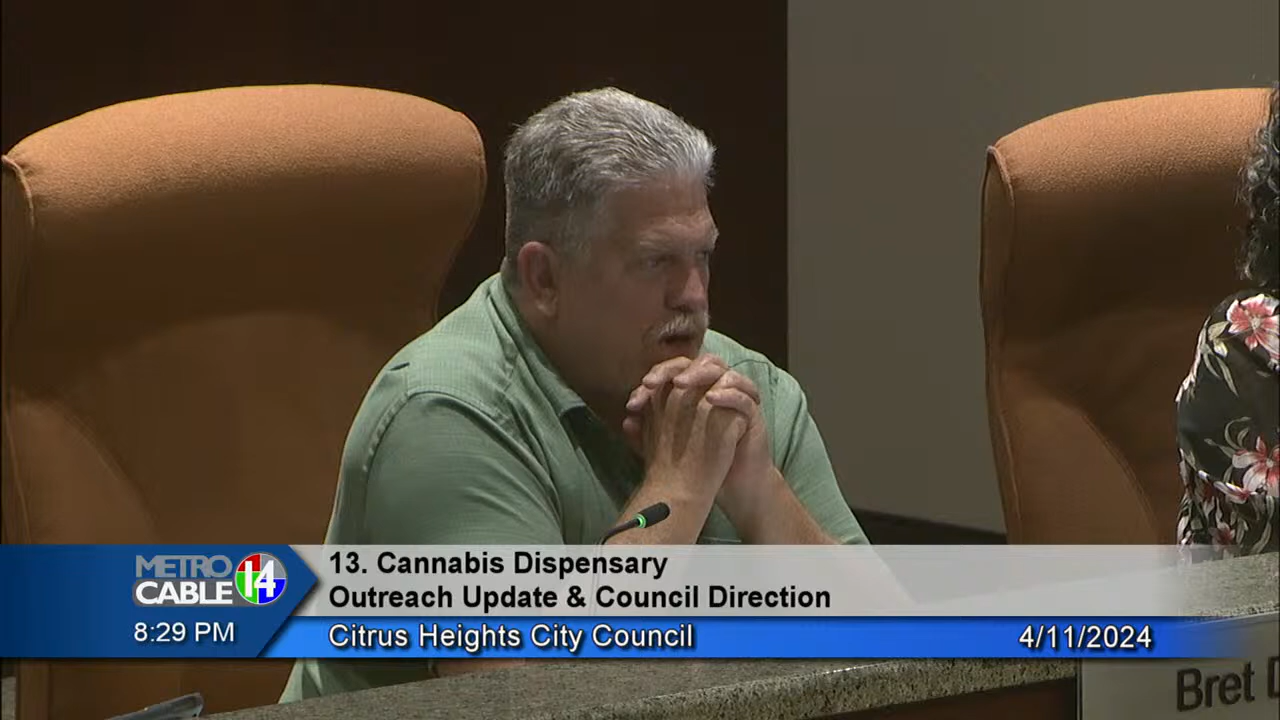 METRO
CABLE 14
8:29 PM
13. Cannabis Dispensary
Outreach Update & Council Direction
Citrus Heights City Council
4/11/2024
Bret